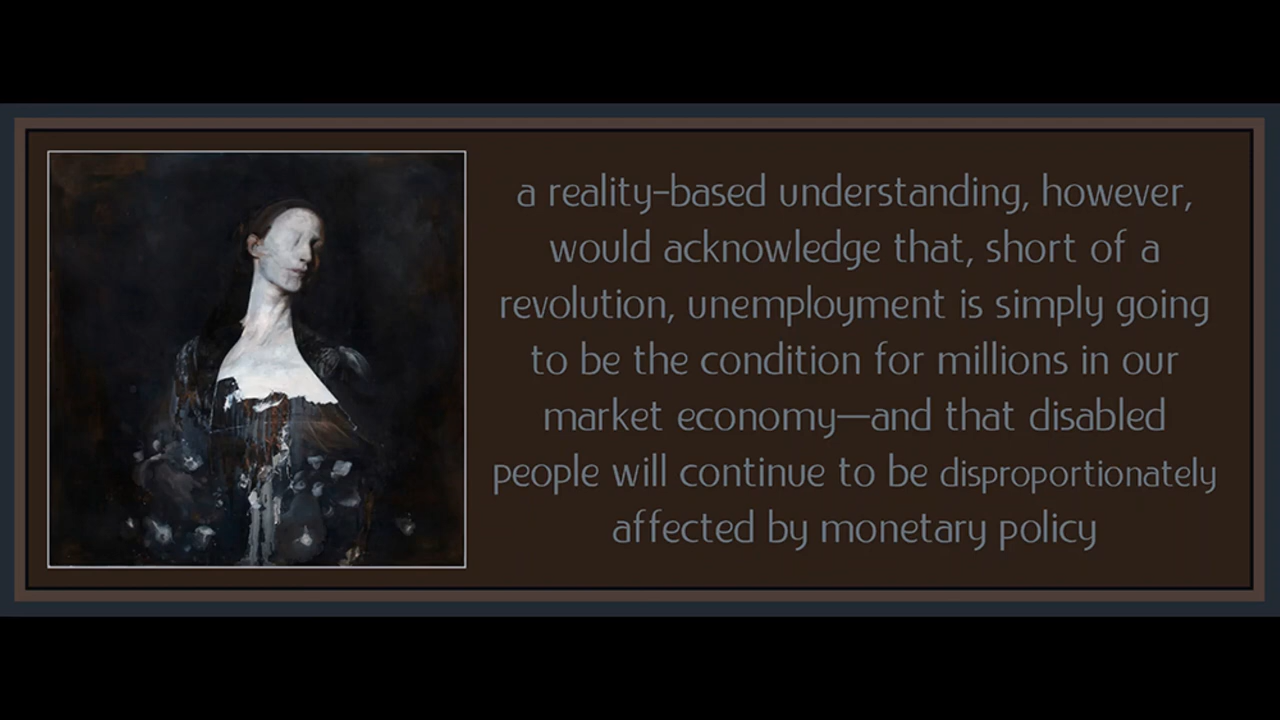 a reality-based understanding, however,
would acknowledge that, short of a
revolution, unemployment is simply going
to be the condition for millions in our
market economy—and that disabled
people will continue to be disproportionately
affected by monetary policy